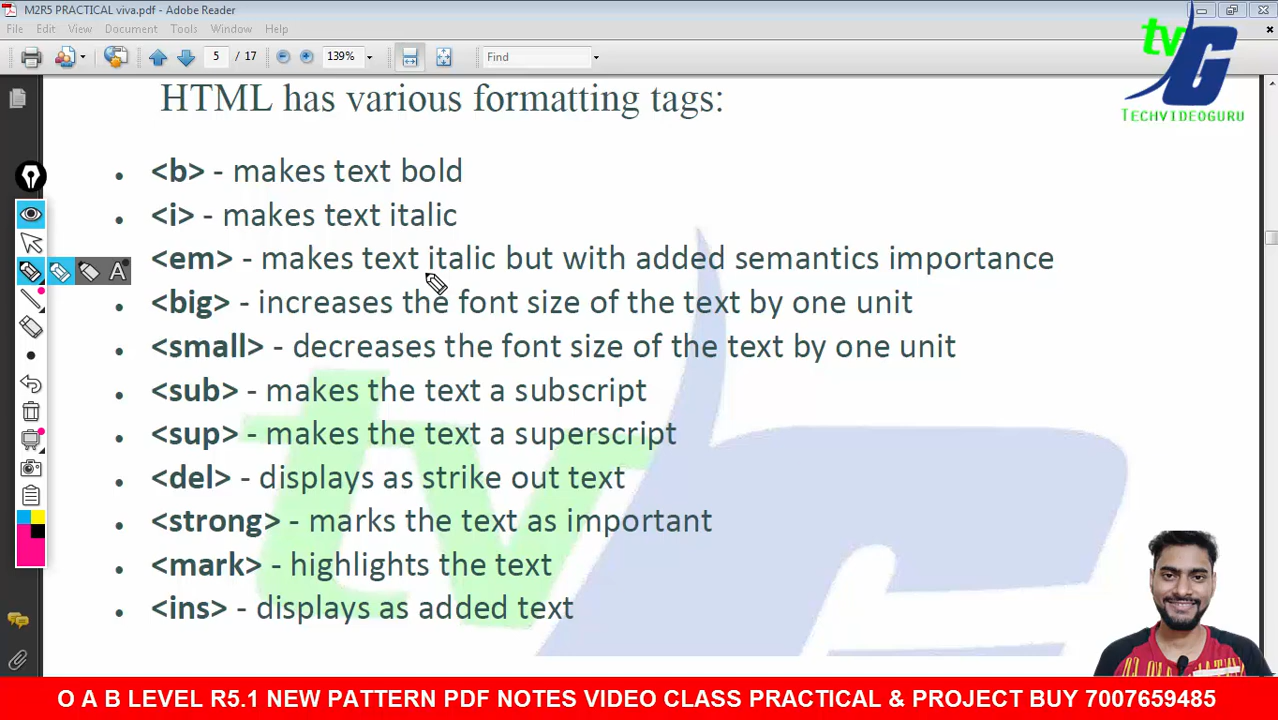 M2R5 PRACTICAL viva.pdf - Adobe Reader
File Edit View Document Tools Window Help
5 / 17 139% Find
tv
G
TECHVIDEOGURU
HTML has various formatting tags:
• <b> - makes text bold
• <i> - makes text italic
• <em> - makes text italic but with added semantics importance
A
• <big> - increases the font size of the text by one unit
• <small> - decreases the font size of the text by one unit
• <sub> - makes the text a subscript
• <sup> - makes the text a superscript
• <del> - displays as strike out text
• <strong> - marks the text as important
• <mark> - highlights the text
• <ins> - displays as added text
tv
O A B LEVEL R5.1 NEW PATTERN PDF NOTES VIDEO CLASS PRACTICAL & PROJECT BUY 7007659485